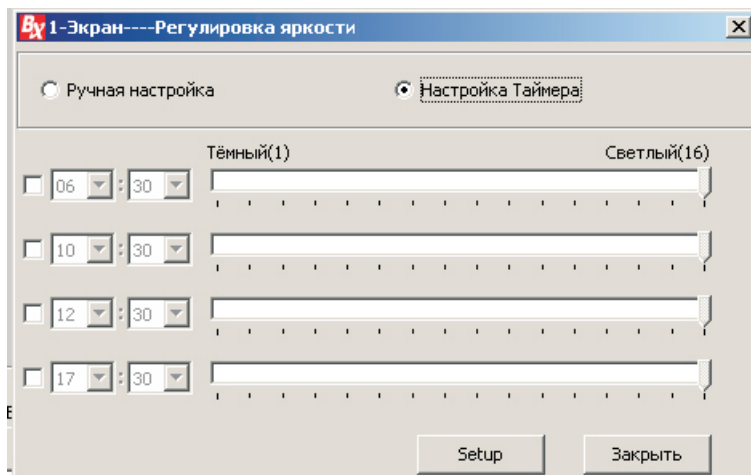 BX 1-Экран----Регулировка яркости
Ручная настройка Настройка Таймера
Тёмный(1) Светлый(16)
06 : 30
10 : 30
12 : 30
17 : 30
Setup Закрыть